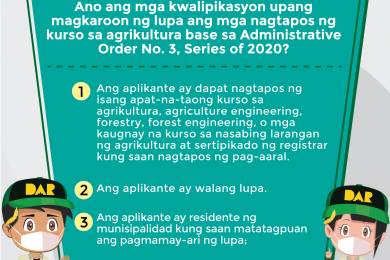 Ano ang mga kwalipikasyon upang
magkaroon ng lupa ang mga nagtapos ng
kurso sa agrikultura base sa Administrative
Order No. 3, Series of 2020?
1
Ang aplikante ay dapat nagtapos ng
isang apat-na-taong kurso sa
agrikultura, agriculture engineering,
forestry, forest engineering, o mga
kaugnay na kurso sa nasabing larangan
ng agrikultura at sertipikado ng registrar
kung saan nagtapos ng pag-aaral.
2
Ang aplikante ay walang lupa.
3
Ang aplikante ay residente ng
munisipalidad kung saan matatagpuan
ang pagmamay-ari ng lupa;
DAR
DAR